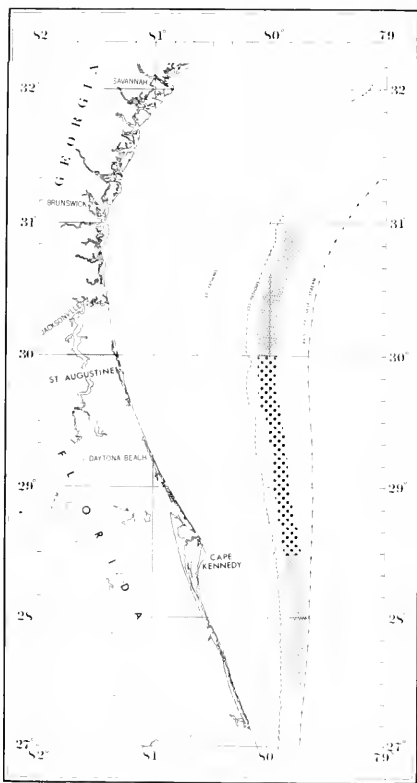 82 81° 80° 79
32° 32
GEORGIA
SAVANNAH
BRUNSWICK
31° 31°
JACKSONVILLE
30° 30°
ST AUGUSTINE
DAYTONA BEACH
29° 29°
FLORIDA
CAPE
KENNEDY
28 28
27° 27°
82° 81 80 79